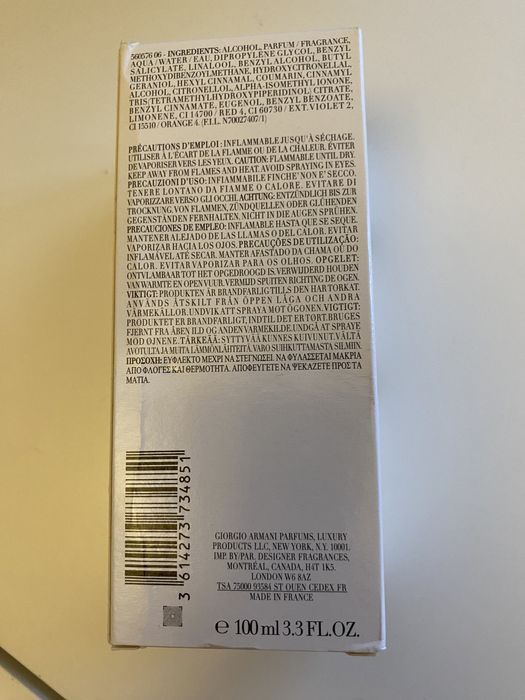 560576 06 - INGREDIENTS: ALCOHOL, PARFUM / FRAGRANCE,
AQUA / WATER / EAU, DIPROPYLENE GLYCOL, BENZYL
SALICYLATE, LINALOOL, BENZYL ALCOHOL, BUTYL
METHOXYDIBENZOYLMETHANE, HYDROXYCITRONELLAL,
GERANIOL, HEXYL CINNAMAL, COUMARIN, CINNAMYL
ALCOHOL, CITRONELLOL, ALPHA-ISOMETHYL IONONE,
TRIS(TETRAMETHYLHYDROXYPIPERIDINOL) CITRATE,
BENZYL CINNAMATE, EUGENOL, BENZYL BENZOATE,
LIMONENE, CI 14700 / RED 4, CI 60730 / EXT. VIOLET 2,
CI 15510 / ORANGE 4. (F.I.L. N70027407/1)
PRÉCAUTIONS D'EMPLOI : INFLAMMABLE JUSQU'À SÉCHAGE.
UTILISER À L'ÉCART DE LA FLAMME OU DE LA CHALEUR. ÉVITER
DE VAPORISER VERS LES YEUX. CAUTION: FLAMMABLE UNTIL DRY.
KEEP AWAY FROM FLAMES AND HEAT. AVOID SPRAYING IN EYES.
PRECAUZIONI D'USO: INFIAMMABILE FINCHE' NON E' SECCO.
TENERE LONTANO DA FIAMME O CALORE. EVITARE DI
VAPORIZZARE VERSO GLI OCCHI. ACHTUNG: ENTZÜNDLICH BIS ZUR
TROCKNUNG. VON FLAMMEN, ZÜNDQUELLEN ODER GLÜHENDEN
GEGENSTÄNDEN FERNHALTEN. NICHT IN DIE AUGEN SPRÜHEN.
PRECAUCIONES DE EMPLEO: INFLAMABLE HASTA QUE SE SEQUE.
MANTENER ALEJADO DE LAS LLAMAS O DEL CALOR. EVITAR
VAPORIZAR HACIA LOS OJOS. PRECAUÇÕES DE UTILIZAÇÃO:
INFLAMÁVEL ATÉ SECAR. MANTER AFASTADO DA CHAMA OÚ DO
CALOR. EVITAR VAPORIZAR PARA OS OLHOS. OPGELET:
ONTVLAMBAAR TOT HET OPGEDROOGD IS. VERWIJDERD HOUDEN
VAN WARMTE EN OPEN VUUR. VERMIJD SPUITEN RICHTING DE OGEN.
VIKTIGT: PRODUKTEN ÄR BRANDFARLIG TILLS DEN HAR TORKAT.
ANVÄNDS ÅTSKILT FRÅN ÖPPEN LÅGA OCH ANDRA
VÄRMEKÄLLOR. UNDVIK ATT SPRAYA MOT ÖGONEN. VIGTIGT:
PRODUKTET ER BRANDFARLIGT, INDTIL DET ER TØRT. BRUGES
FJERNT FRA ÅBEN ILD OG ANDEN VARMEKILDE. UNDGÅ AT SPRAYE
MOD ØJNENE. TÄRKEÄÄ: SYTTYVÄÄ KUNNES KUIVUNUT. VÄLTÄ
AVOTULTA JA MUITA LÄMMÖNLÄHTEITÄ. VARO SUIHKUTTAMASTA SILMIIN.
ΠΡΟΣΟΧΗ: ΕΥΦΛΕΚΤΟ ΜΕΧΡΙ ΝΑ ΣΤΕΓΝΩΣΕΙ. ΝΑ ΦΥΛΑΣΣΕΤΑΙ ΜΑΚΡΙΑ
ΑΠΟ ΦΛΟΓΕΣ ΚΑΙ ΘΕΡΜΟΤΗΤΑ. ΑΠΟΦΕΥΓΕΤΕ ΝΑ ΨΕΚΑΖΕΤΕ ΠΡΟΣ ΤΑ
ΜΑΤΙΑ.
3 614273 734851
GIORGIO ARMANI PARFUMS, LUXURY
PRODUCTS LLC, NEW YORK, N.Y. 10001.
IMP. BY/PAR. DESIGNER FRAGRANCES,
MONTRÉAL, CANADA, H4T 1K5.
LONDON W6 8AZ
TSA 75000 93584 ST OUEN CEDEX FR
MADE IN FRANCE
℮ 100 ml 3.3 FL.OZ.